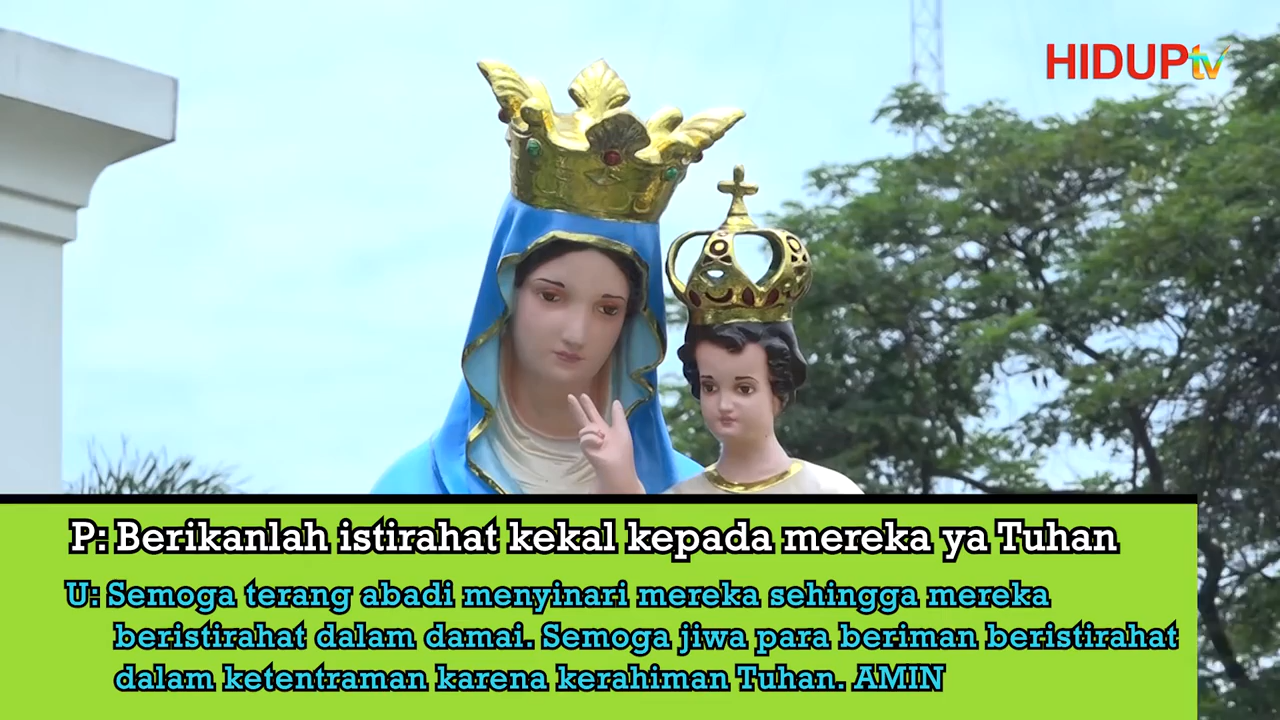 HIDUPtv
P: Berikanlah istirahat kekal kepada mereka ya Tuhan
U: Semoga terang abadi menyinari mereka sehingga mereka
beristirahat dalam damai. Semoga jiwa para beriman beristirahat
dalam ketentraman karena kerahiman Tuhan. AMIN